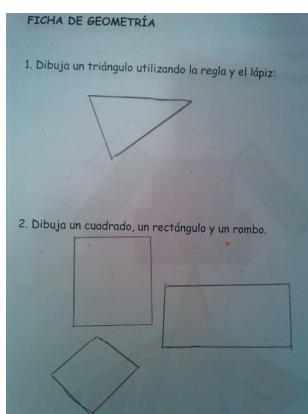 FICHA DE GEOMETRÍA
1. Dibuja un triángulo utilizando la regla y el lápiz:
2. Dibuja un cuadrado, un rectángulo y un rombo.